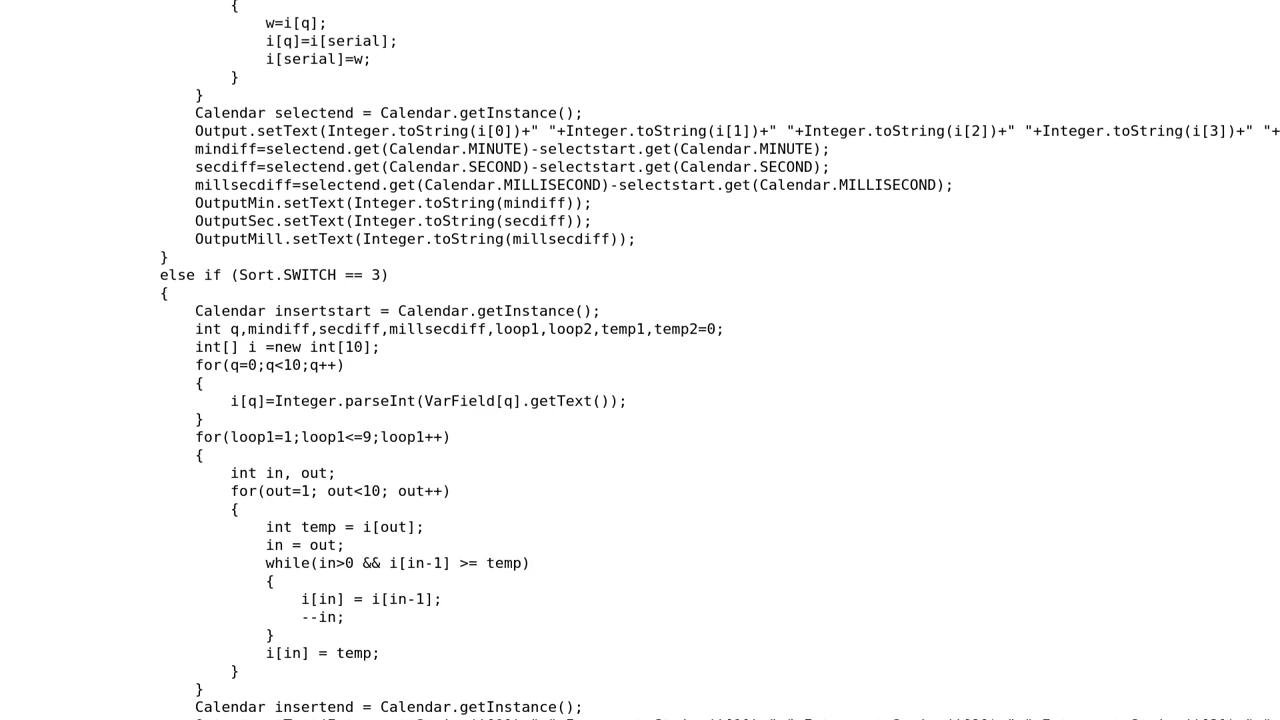 {
w=i[q];
i[q]=i[serial];
i[serial]=w;
}
}
Calendar selectend = Calendar.getInstance();
Output.setText(Integer.toString(i[0])+" "+Integer.toString(i[1])+" "+Integer.toString(i[2])+" "+Integer.toString(i[3])+" "+
mindiff=selectend.get(Calendar.MINUTE)-selectstart.get(Calendar.MINUTE);
secdiff=selectend.get(Calendar.SECOND)-selectstart.get(Calendar.SECOND);
millsecdiff=selectend.get(Calendar.MILLISECOND)-selectstart.get(Calendar.MILLISECOND);
OutputMin.setText(Integer.toString(mindiff));
OutputSec.setText(Integer.toString(secdiff));
OutputMill.setText(Integer.toString(millsecdiff));
}
else if (Sort.SWITCH == 3)
{
Calendar insertstart = Calendar.getInstance();
int q,mindiff,secdiff,millsecdiff,loop1,loop2,temp1,temp2=0;
int[] i =new int[10];
for(q=0;q<10;q++)
{
i[q]=Integer.parseInt(VarField[q].getText());
}
for(loop1=1;loop1<=9;loop1++)
{
int in, out;
for(out=1; out<10; out++)
{
int temp = i[out];
in = out;
while(in>0 && i[in-1] >= temp)
{
i[in] = i[in-1];
--in;
}
i[in] = temp;
}
}
Calendar insertend = Calendar.getInstance();